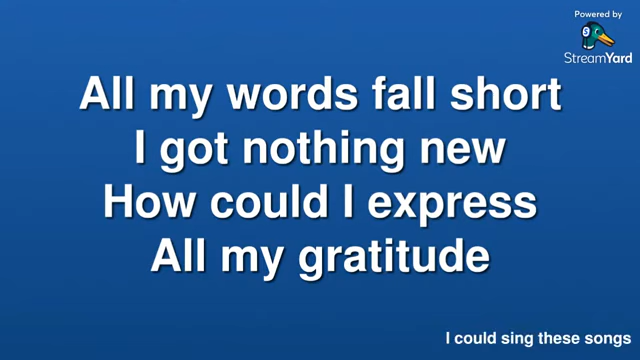 Powered by
StreamYard
All my words fall short
I got nothing new
How could I express
All my gratitude
I could sing these songs